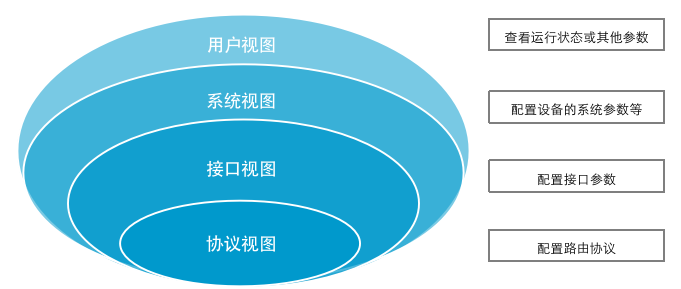 用户视图
查看运行状态或其他参数
系统视图
配置设备的系统参数等
接口视图
配置接口参数
协议视图
配置路由协议